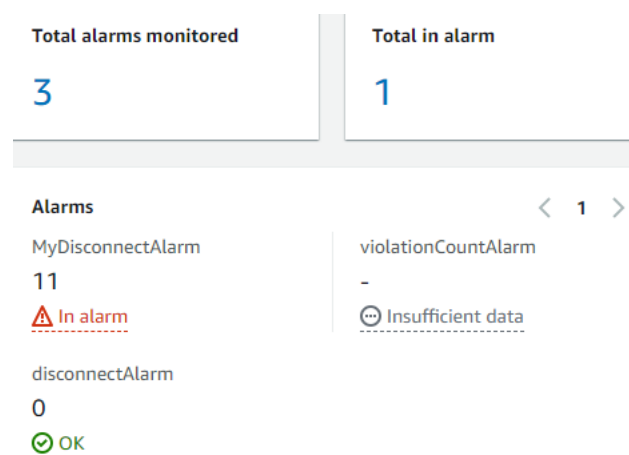 Total alarms monitored
3
Total in alarm
1
Alarms
1
MyDisconnectAlarm
11
In alarm
violationCountAlarm
-
Insufficient data
disconnectAlarm
0
OK